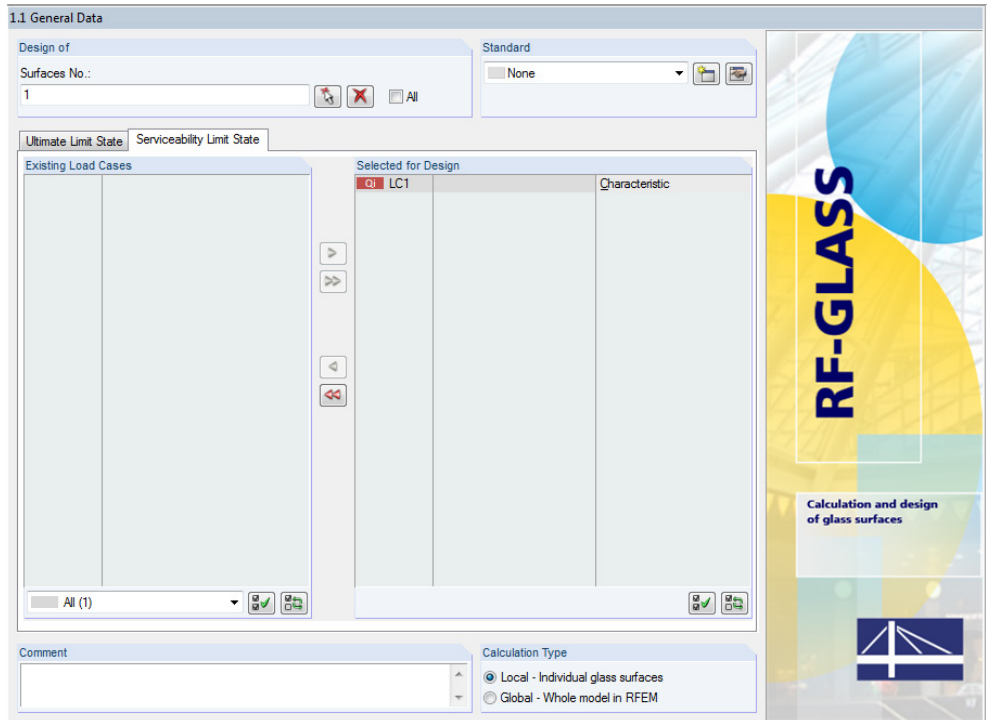 1.1 General Data
Design of
Surfaces No.:
1
All
Standard
None
Ultimate Limit State
Serviceability Limit State
Existing Load Cases
Selected for Design
Qi LC1 Characteristic
>
>>
All (1)
Comment
Calculation Type
Local - Individual glass surfaces
Global - Whole model in RFEM
RF-GLASS
Calculation and design
of glass surfaces